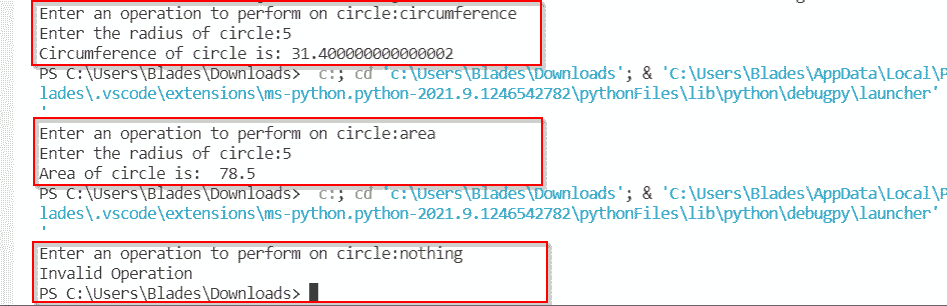 Enter an operation to perform on circle:circumference
Enter the radius of circle:5
Circumference of circle is: 31.400000000000002
PS C:\Users\Blades\Downloads>  c:; cd 'c:\Users\Blades\Downloads'; & 'C:\Users\Blades\AppData\Local\P
lades\.vscode\extensions\ms-python.python-2021.9.1246542782\pythonFiles\lib\python\debugpy\launcher'
'
Enter an operation to perform on circle:area
Enter the radius of circle:5
Area of circle is:  78.5
PS C:\Users\Blades\Downloads>  c:; cd 'c:\Users\Blades\Downloads'; & 'C:\Users\Blades\AppData\Local\P
lades\.vscode\extensions\ms-python.python-2021.9.1246542782\pythonFiles\lib\python\debugpy\launcher'
'
Enter an operation to perform on circle:nothing
Invalid Operation
PS C:\Users\Blades\Downloads>